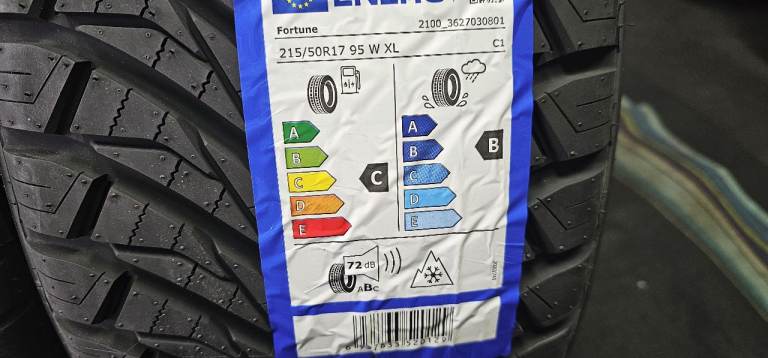 Fortune
2100_3627030801
215/50R17 95 W XL
C1
A
B
C
D
E
C
A
B
C
D
E
B
72 dB
ABC